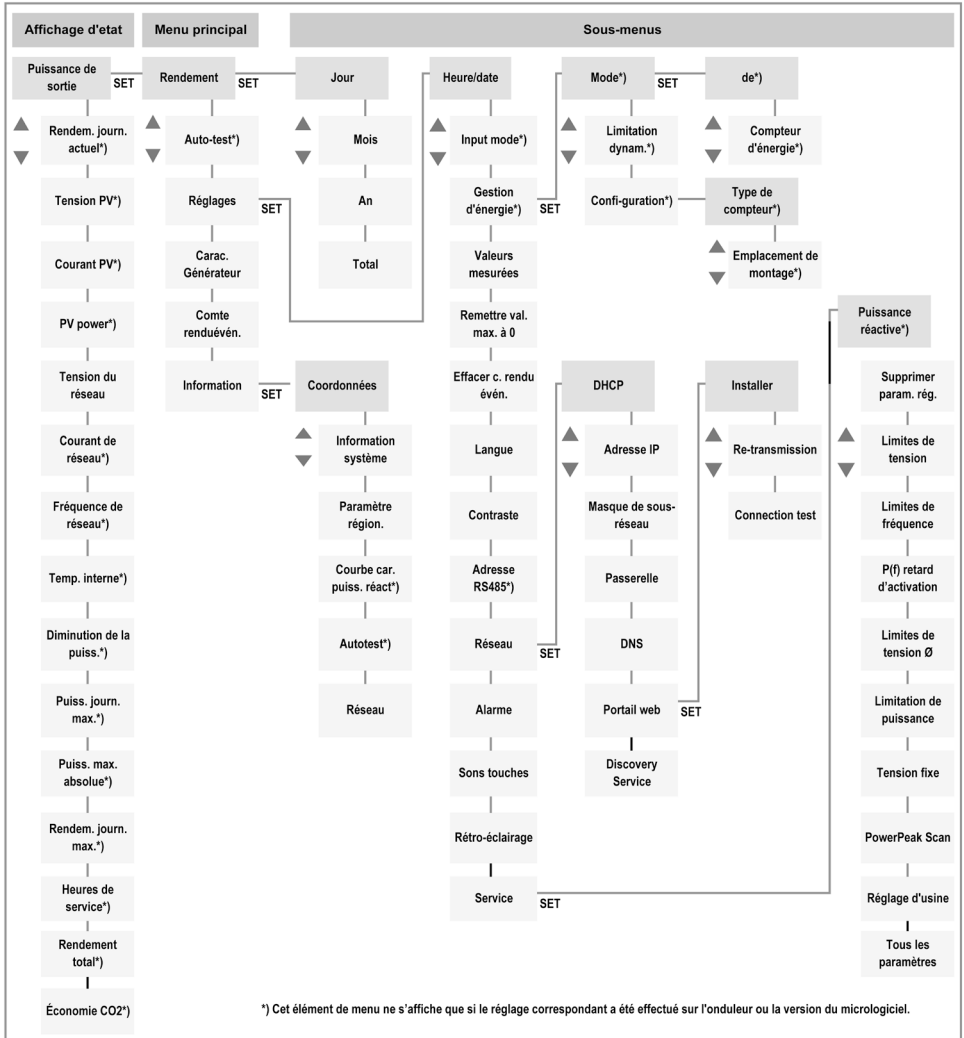 Affichage d'etat
Menu principal
Sous-menus
Puissance de
sortie
SET
Rendem. journ.
actuel*)
Tension PV*)
Courant PV*)
PV power*)
Tension du
réseau
Courant de
réseau*)
Fréquence de
réseau*)
Temp. interne*)
Diminution de la
puiss.*)
Puiss. journ.
max.*)
Puiss. max.
absolue*)
Rendem. journ.
max.*)
Heures de
service*)
Rendement
total*)
Économie CO2*)
Rendement
SET
Auto-test*)
Réglages
SET
Carac.
Générateur
Comte
renduévén.
Information
SET
Jour
Mois
An
Total
Coordonnées
Information
système
Paramètre
région.
Courbe car.
puiss. réact*)
Autotest*)
Réseau
Heure/date
Input mode*)
Gestion
d'énergie*)
SET
Valeurs
mesurées
Remettre val.
max. à 0
Effacer c. rendu
évén.
Langue
Contraste
Adresse
RS485*)
Réseau
SET
Alarme
Sons touches
Rétro-éclairage
Service
SET
Mode*)
SET
Limitation
dynam.*)
Confi-guration*)
DHCP
Adresse IP
Masque de sous-
réseau
Passerelle
DNS
Portail web
SET
Discovery
Service
de*)
Compteur
d'énergie*)
Type de
compteur*)
Emplacement de
montage*)
Installer
Re-transmission
Connection test
Puissance
réactive*)
Supprimer
param. rég.
Limites de
tension
Limites de
fréquence
P(f) retard
d’activation
Limites de
tension Ø
Limitation de
puissance
Tension fixe
PowerPeak Scan
Réglage d'usine
Tous les
paramètres
*) Cet élément de menu ne s’affiche que si le réglage correspondant a été effectué sur l'onduleur ou la version du micrologiciel.